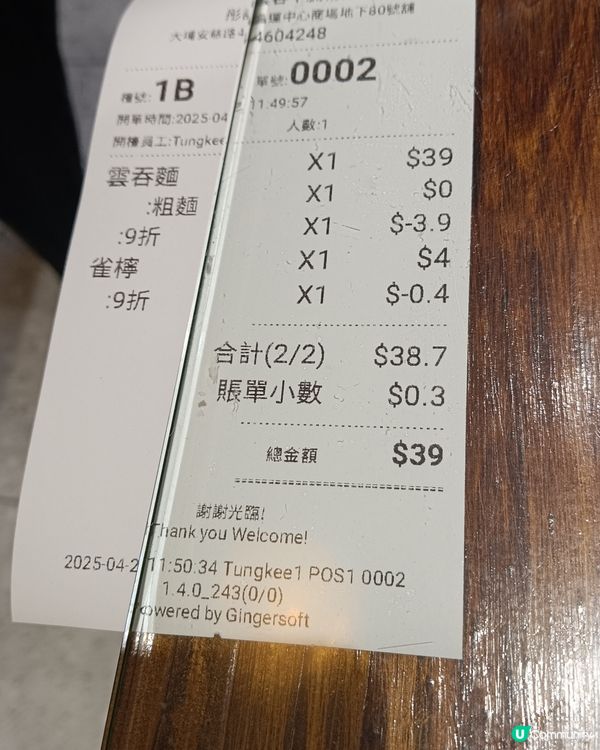 中心商場地下80號舖
大埔安慈路4
4604248
檯號:1B 單號:0002
開單時間:2025-04 11:49:57
開檯員工:Tungkee 人數:1
雲吞麵 X1 $39
:粗麵 X1 $0
:9折 X1 $-3.9
雀檸 X1 $4
:9折 X1 $-0.4
合計(2/2) $38.7
賬單小數 $0.3
總金額 $39
謝謝光臨!
Thank you Welcome!
2025-04-2 11:50:34 Tungkee1 POS1 0002
1.4.0_243(0/0)
owered by Gingersoft
U Community